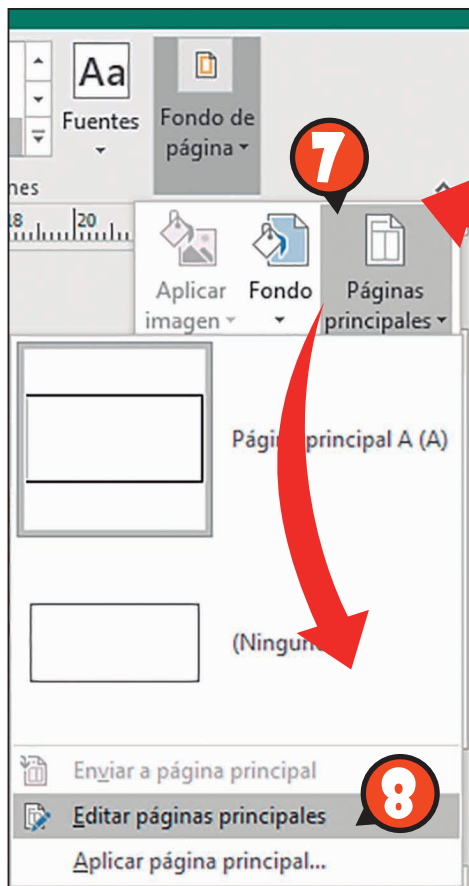 Aa
Fuentes
Fondo de
página
nes
18 20
7
Aplicar
imagen
Fondo
Páginas
principales
Página principal A (A)
(Ningun
Enviar a página principal
Editar páginas principales
8
Aplicar página principal...